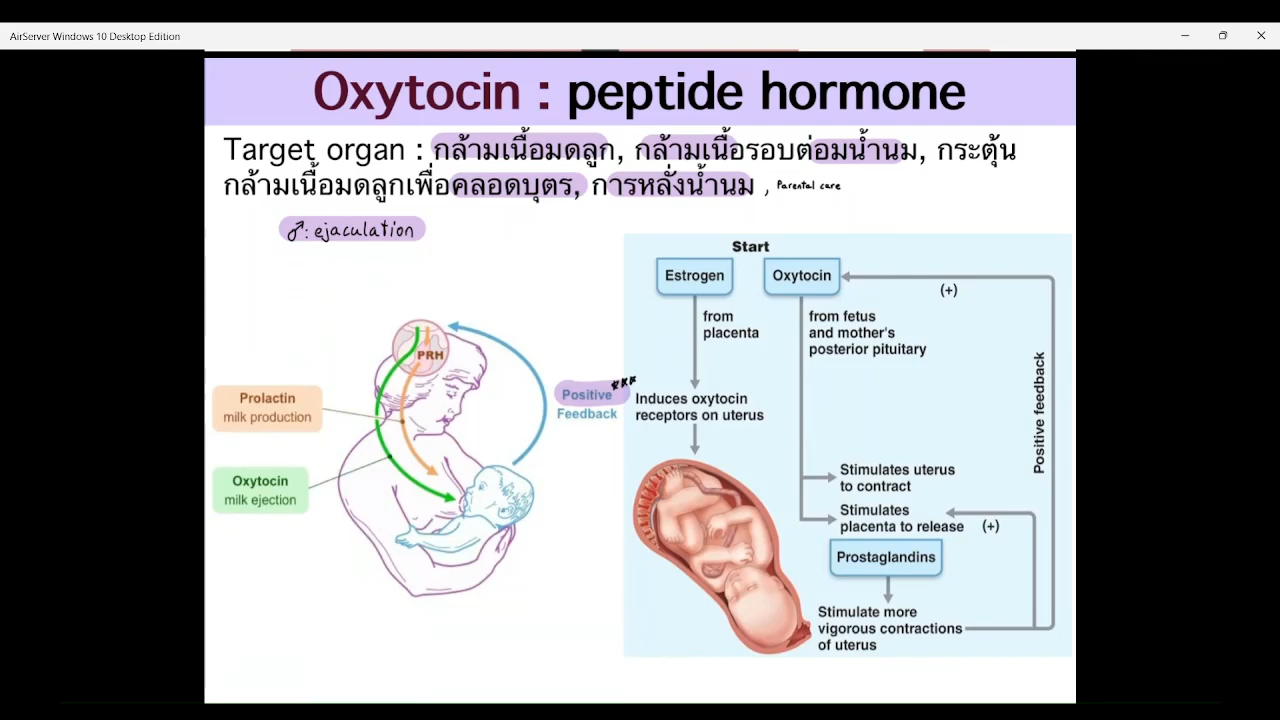 AirServer Windows 10 Desktop Edition
Oxytocin : peptide hormone
Target organ : กล้ามเนื้อมดลูก, กล้ามเนื้อรอบต่อมน้ำนม, กระตุ้น
กล้ามเนื้อมดลูกเพื่อคลอดบุตร, การหลั่งน้ำนม , Parental care
♂: ejaculation
PRH
Prolactin
milk production
Oxytocin
milk ejection
Positive ***
Feedback
Start
Estrogen
Oxytocin
(+)
from
placenta
from fetus
and mother's
posterior pituitary
Induces oxytocin
receptors on uterus
Positive feedback
Stimulates uterus
to contract
Stimulates
placenta to release
(+)
Prostaglandins
Stimulate more
vigorous contractions
of uterus